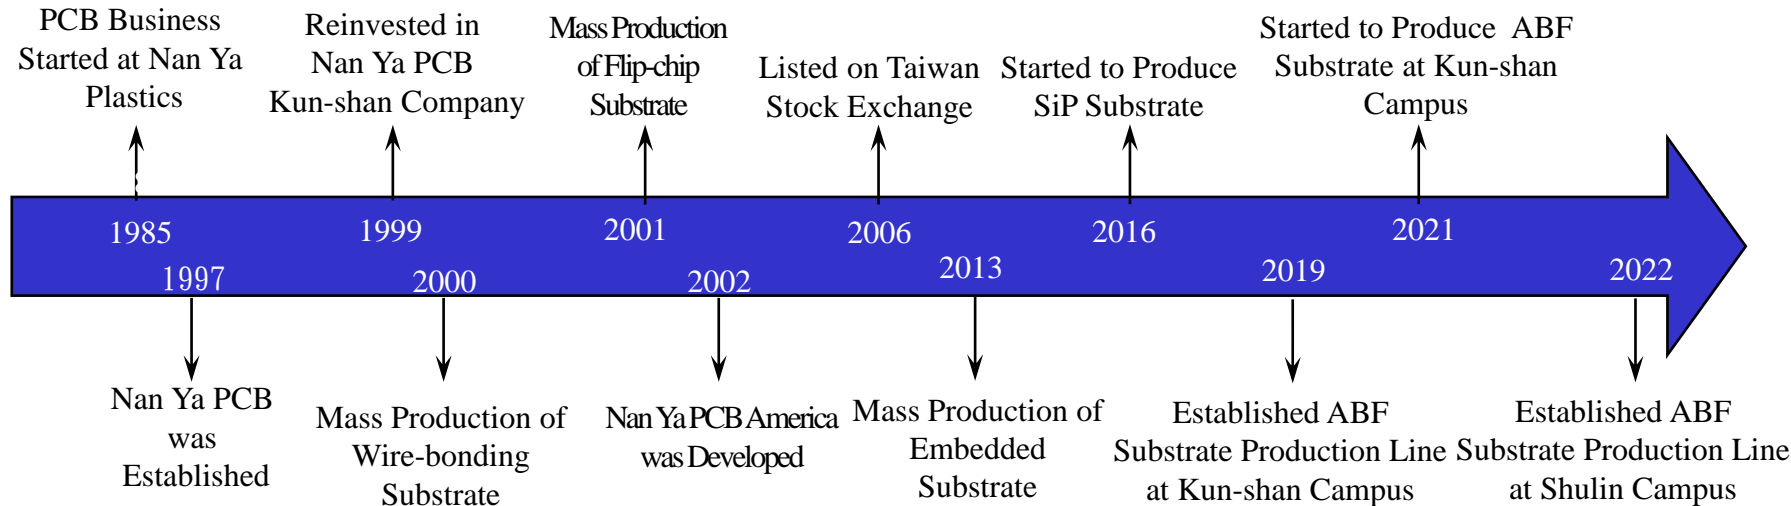 PCB Business
Started at Nan Ya
Plastics
Reinvested in
Nan Ya PCB
Kun-shan Company
Mass Production
of Flip-chip
Substrate
Listed on Taiwan
Stock Exchange
Started to Produce
SiP Substrate
Started to Produce ABF
Substrate at Kun-shan
Campus
1985
1999
2001
2006
2016
2021
1997
2000
2002
2013
2019
2022
Nan Ya PCB
was
Established
Mass Production of
Wire-bonding
Substrate
Nan Ya PCB America
was Developed
Mass Production of
Embedded
Substrate
Established ABF
Substrate Production Line
at Kun-shan Campus
Established ABF
Substrate Production Line
at Shulin Campus